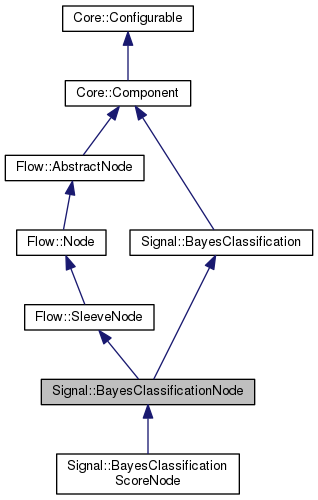 Core::Configurable
Core::Component
Flow::AbstractNode
Flow::Node
Signal::BayesClassification
Flow::SleeveNode
Signal::BayesClassificationNode
Signal::BayesClassification
ScoreNode